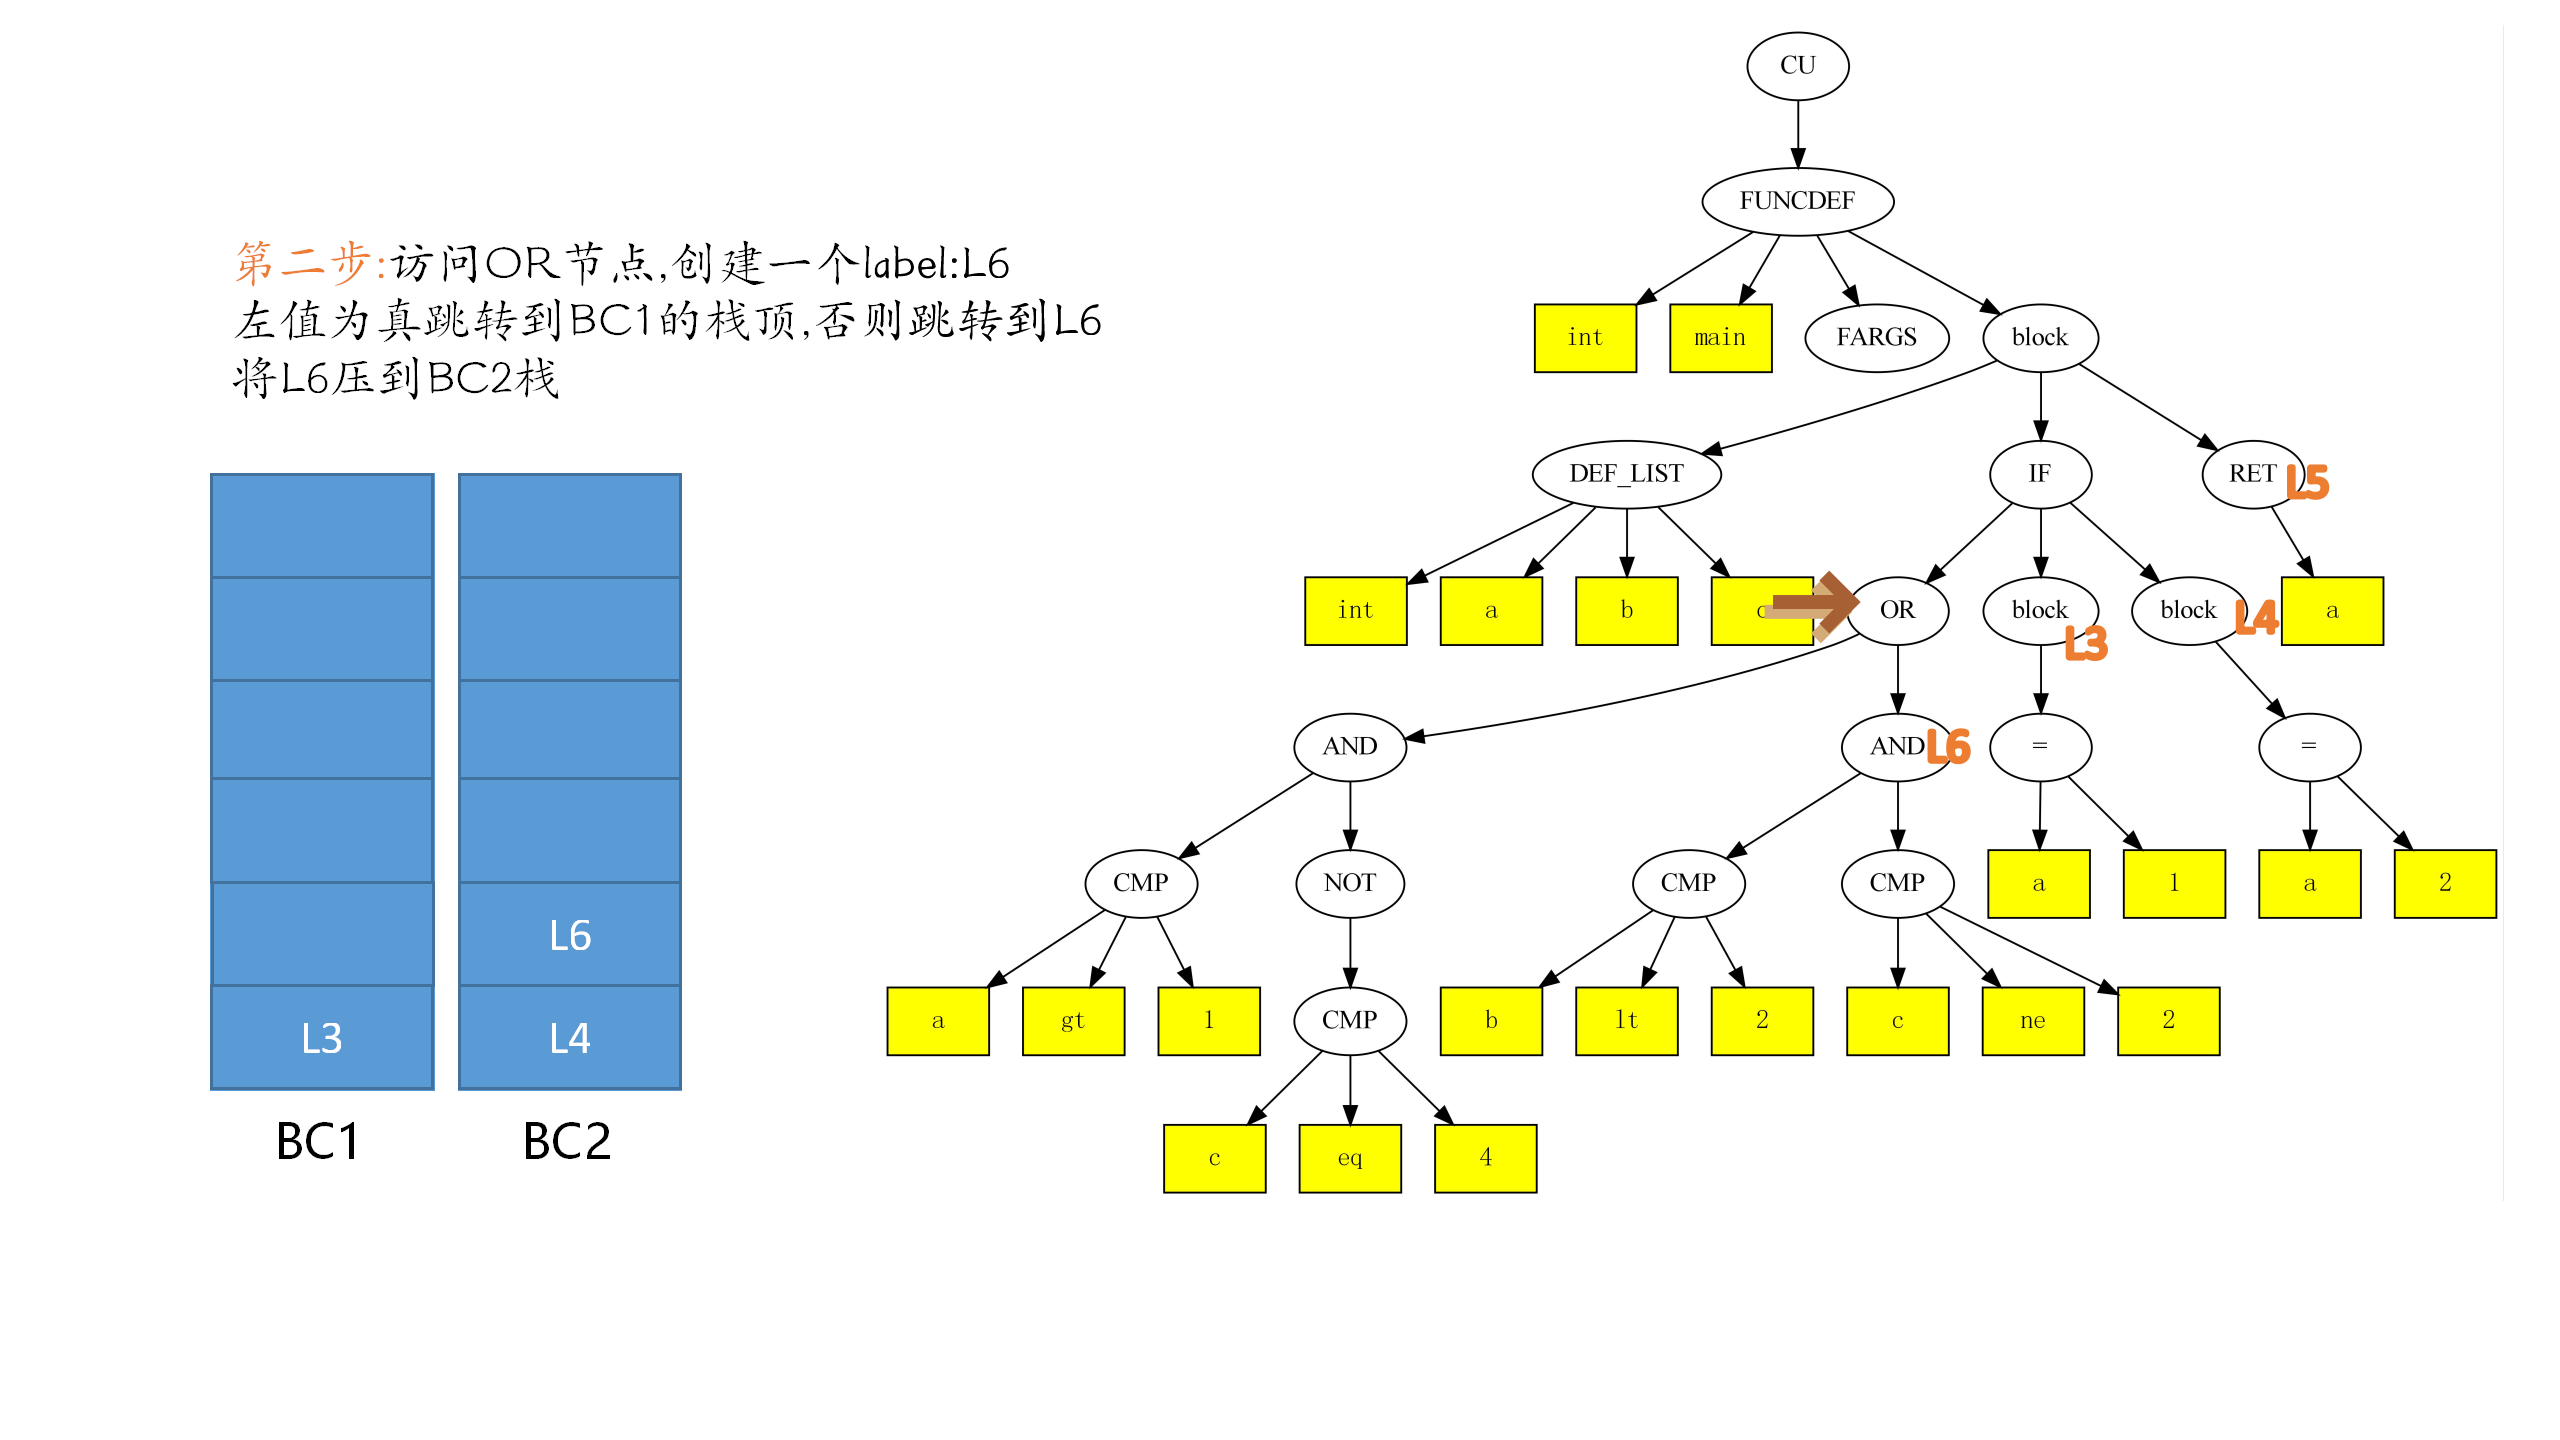 第二步:访问OR节点,创建一个label:L6
左值为真跳转到BC1的栈顶,否则跳转到L6
将L6压到BC2栈
L6
L3
L4
BC1
BC2
CU
FUNCDEF
int
main
FARGS
block
DEF_LIST
IF
RET
L5
int
a
b
c
OR
block
L3
block
L4
a
AND
AND
L6
=
=
CMP
NOT
CMP
CMP
a
1
a
2
a
gt
1
CMP
b
lt
2
c
ne
2
c
eq
4